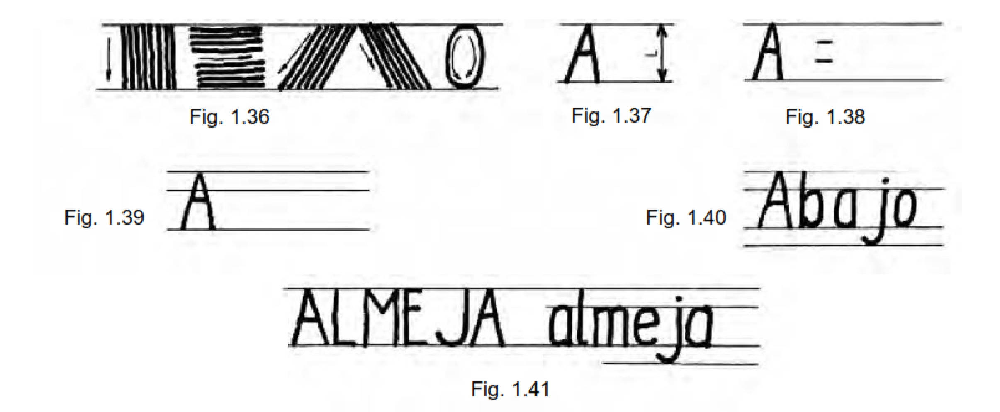 A L A =
Fig. 1.36 Fig. 1.37 Fig. 1.38
A
Abajo
Fig. 1.39 Fig. 1.40
ALMEJA almeja
Fig. 1.41